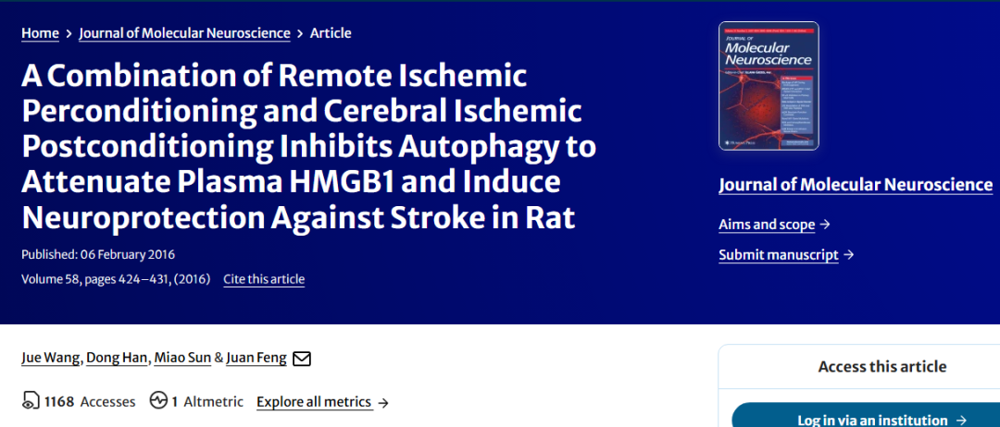 Home > Journal of Molecular Neuroscience > Article
A Combination of Remote Ischemic
Perconditioning and Cerebral Ischemic
Postconditioning Inhibits Autophagy to
Attenuate Plasma HMGB1 and Induce
Neuroprotection Against Stroke in Rat
Published: 06 February 2016
Volume 58, pages 424–431, (2016) Cite this article
JOURNAL OF
Molecular
Neuroscience
Journal of Molecular Neuroscience
Aims and scope →
Submit manuscript →
Jue Wang, Dong Han, Miao Sun & Juan Feng
1168 Accesses 1 Altmetric Explore all metrics →
Access this article
Log in via an institution →